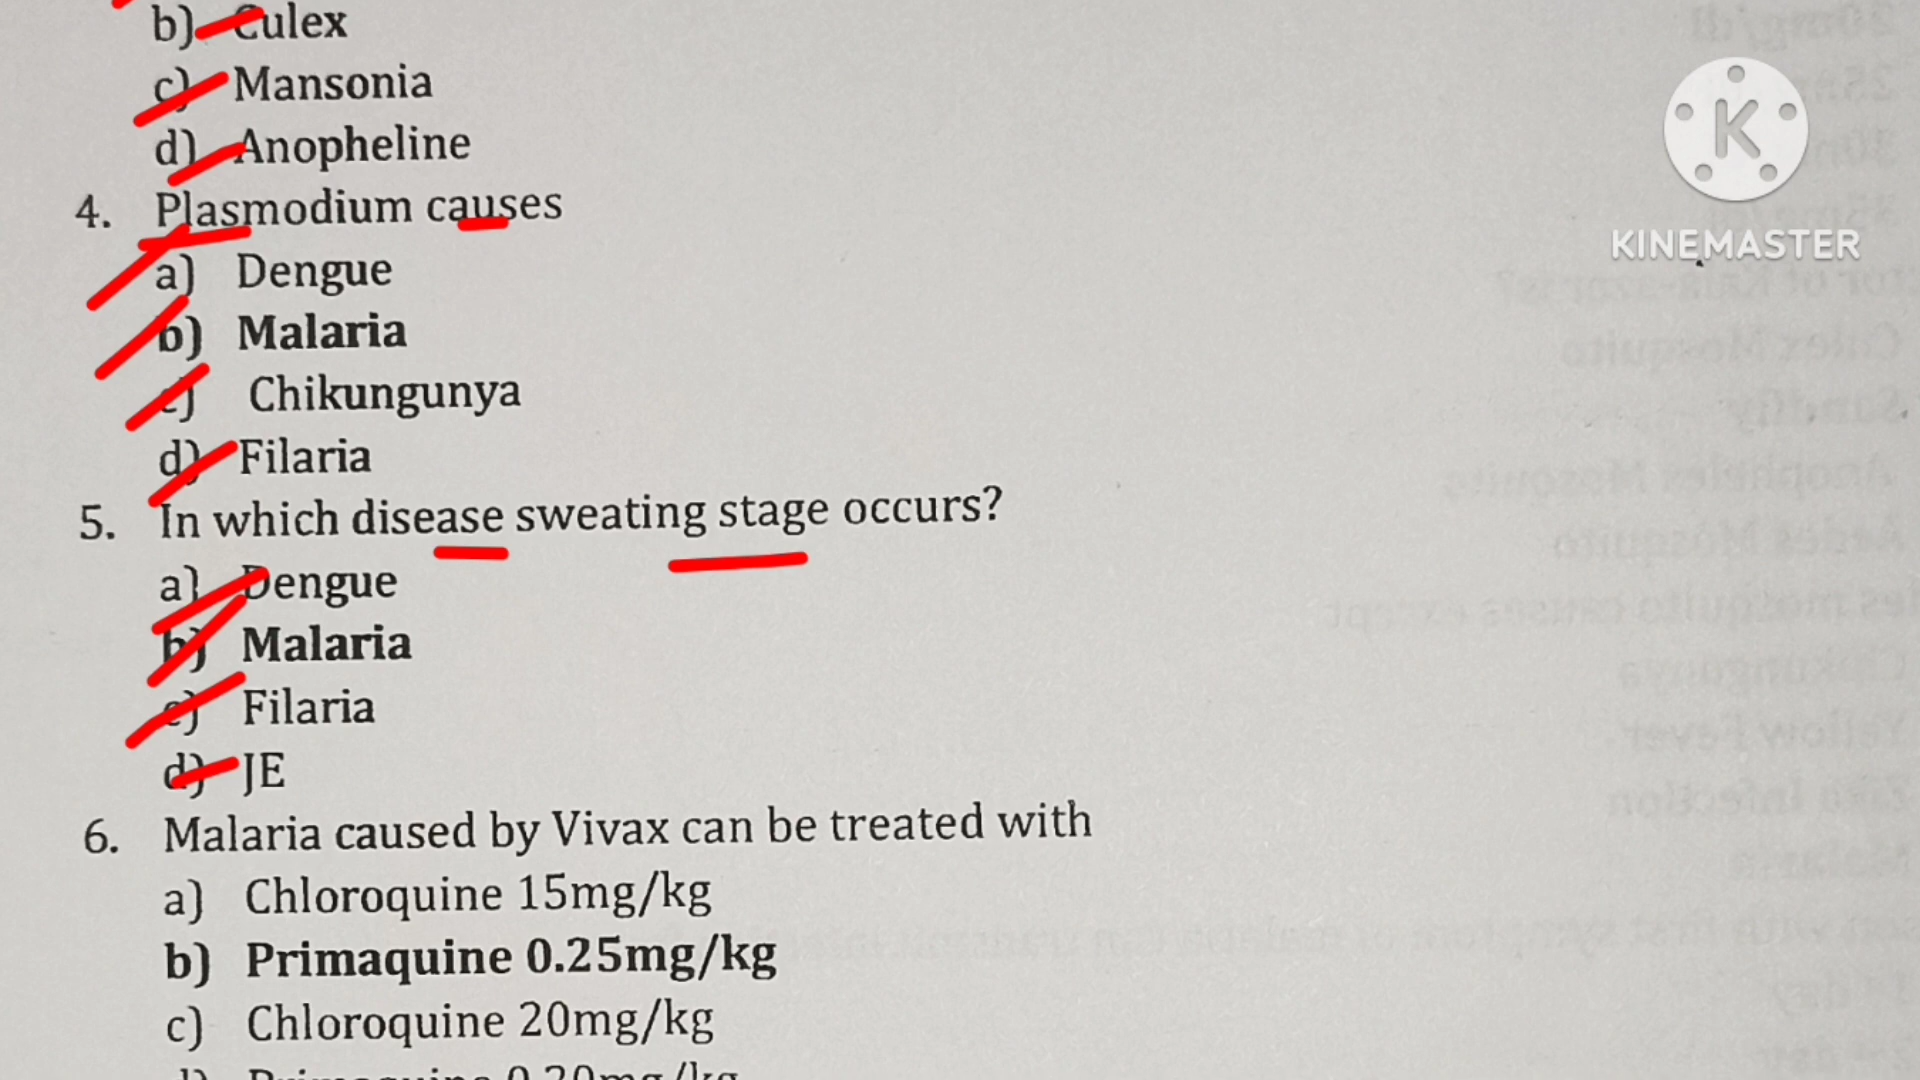 b) Culex
c) Mansonia
d) Anopheline
4. Plasmodium causes
a) Dengue
b) Malaria
c) Chikungunya
d) Filaria
5. In which disease sweating stage occurs?
a) Dengue
b) Malaria
c) Filaria
d) JE
6. Malaria caused by Vivax can be treated with
a) Chloroquine 15mg/kg
b) Primaquine 0.25mg/kg
c) Chloroquine 20mg/kg
K
KINEMASTER